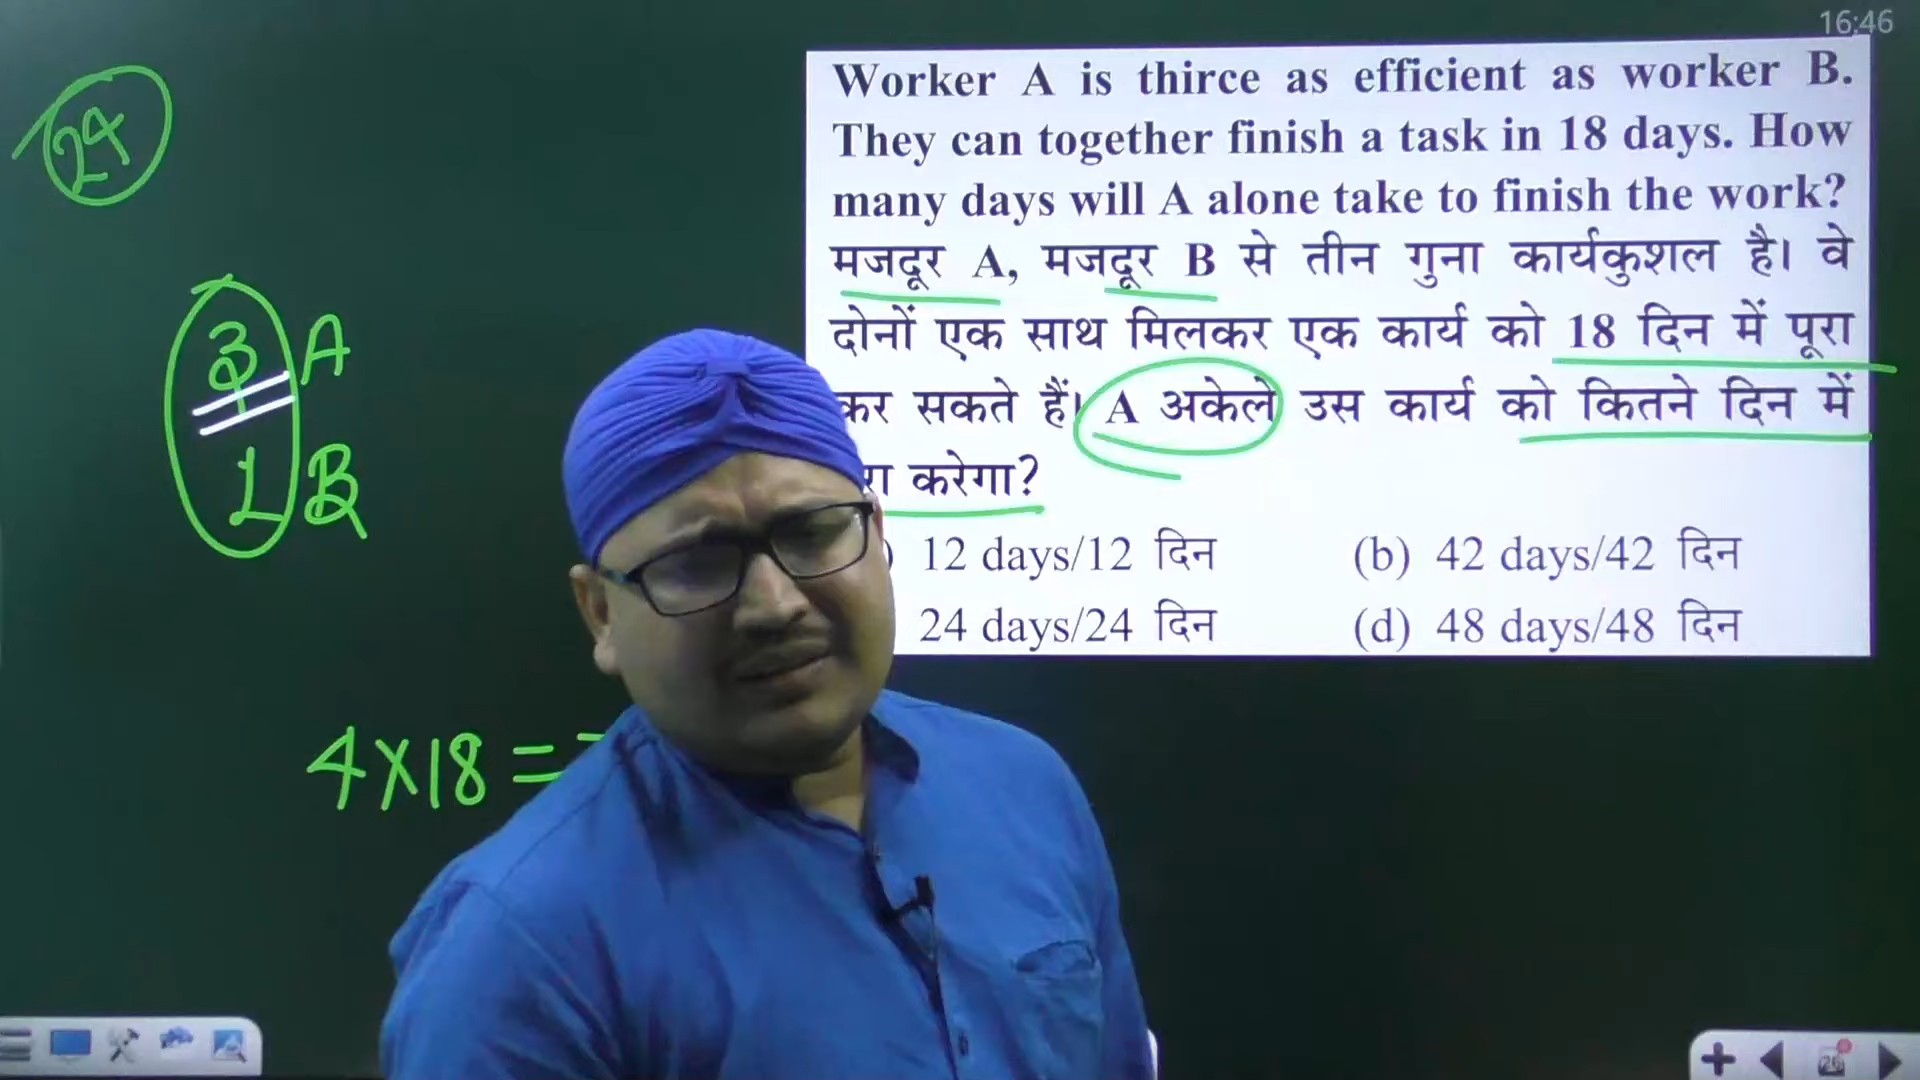 16:46
24
Worker A is thirce as efficient as worker B.
They can together finish a task in 18 days. How
many days will A alone take to finish the work?
मजदूर A, मजदूर B से तीन गुना कार्यकुशल है। वे
दोनों एक साथ मिलकर एक कार्य को 18 दिन में पूरा
कर सकते हैं। A अकेले उस कार्य को कितने दिन में
रा करेगा?
12 days/12 दिन (b) 42 days/42 दिन
24 days/24 दिन (d) 48 days/48 दिन
3 A
1 B
4×18=